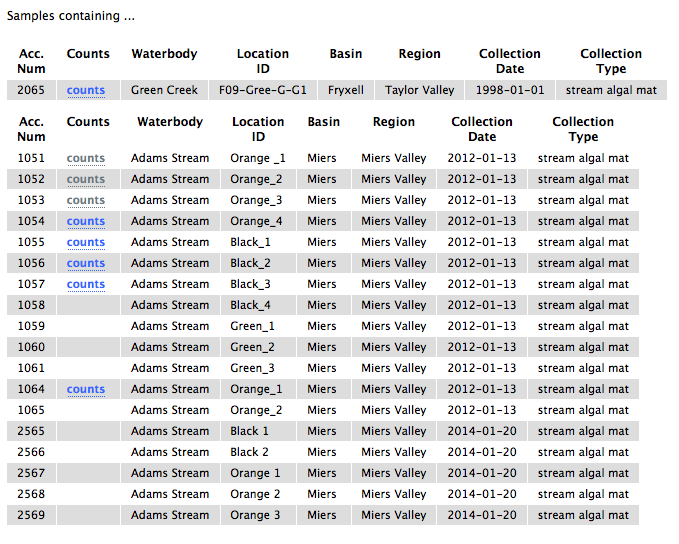 Samples containing ...
Acc. Num Counts Waterbody Location ID Basin Region Collection Date Collection Type
2065 counts Green Creek F09-Gree-G-G1 Fryxell Taylor Valley 1998-01-01 stream algal mat
Acc. Num Counts Waterbody Location ID Basin Region Collection Date Collection Type
1051 counts Adams Stream Orange _1 Miers Miers Valley 2012-01-13 stream algal mat
1052 counts Adams Stream Orange_2 Miers Miers Valley 2012-01-13 stream algal mat
1053 counts Adams Stream Orange_3 Miers Miers Valley 2012-01-13 stream algal mat
1054 counts Adams Stream Orange_4 Miers Miers Valley 2012-01-13 stream algal mat
1055 counts Adams Stream Black_1 Miers Miers Valley 2012-01-13 stream algal mat
1056 counts Adams Stream Black_2 Miers Miers Valley 2012-01-13 stream algal mat
1057 counts Adams Stream Black_3 Miers Miers Valley 2012-01-13 stream algal mat
1058 Adams Stream Black_4 Miers Miers Valley 2012-01-13 stream algal mat
1059 Adams Stream Green_1 Miers Miers Valley 2012-01-13 stream algal mat
1060 Adams Stream Green_2 Miers Miers Valley 2012-01-13 stream algal mat
1061 Adams Stream Green_3 Miers Miers Valley 2012-01-13 stream algal mat
1064 counts Adams Stream Orange_1 Miers Miers Valley 2012-01-13 stream algal mat
1065 Adams Stream Orange_2 Miers Miers Valley 2012-01-13 stream algal mat
2565 Adams Stream Black 1 Miers Miers Valley 2014-01-20 stream algal mat
2566 Adams Stream Black 2 Miers Miers Valley 2014-01-20 stream algal mat
2567 Adams Stream Orange 1 Miers Miers Valley 2014-01-20 stream algal mat
2568 Adams Stream Orange 2 Miers Miers Valley 2014-01-20 stream algal mat
2569 Adams Stream Orange 3 Miers Miers Valley 2014-01-20 stream algal mat